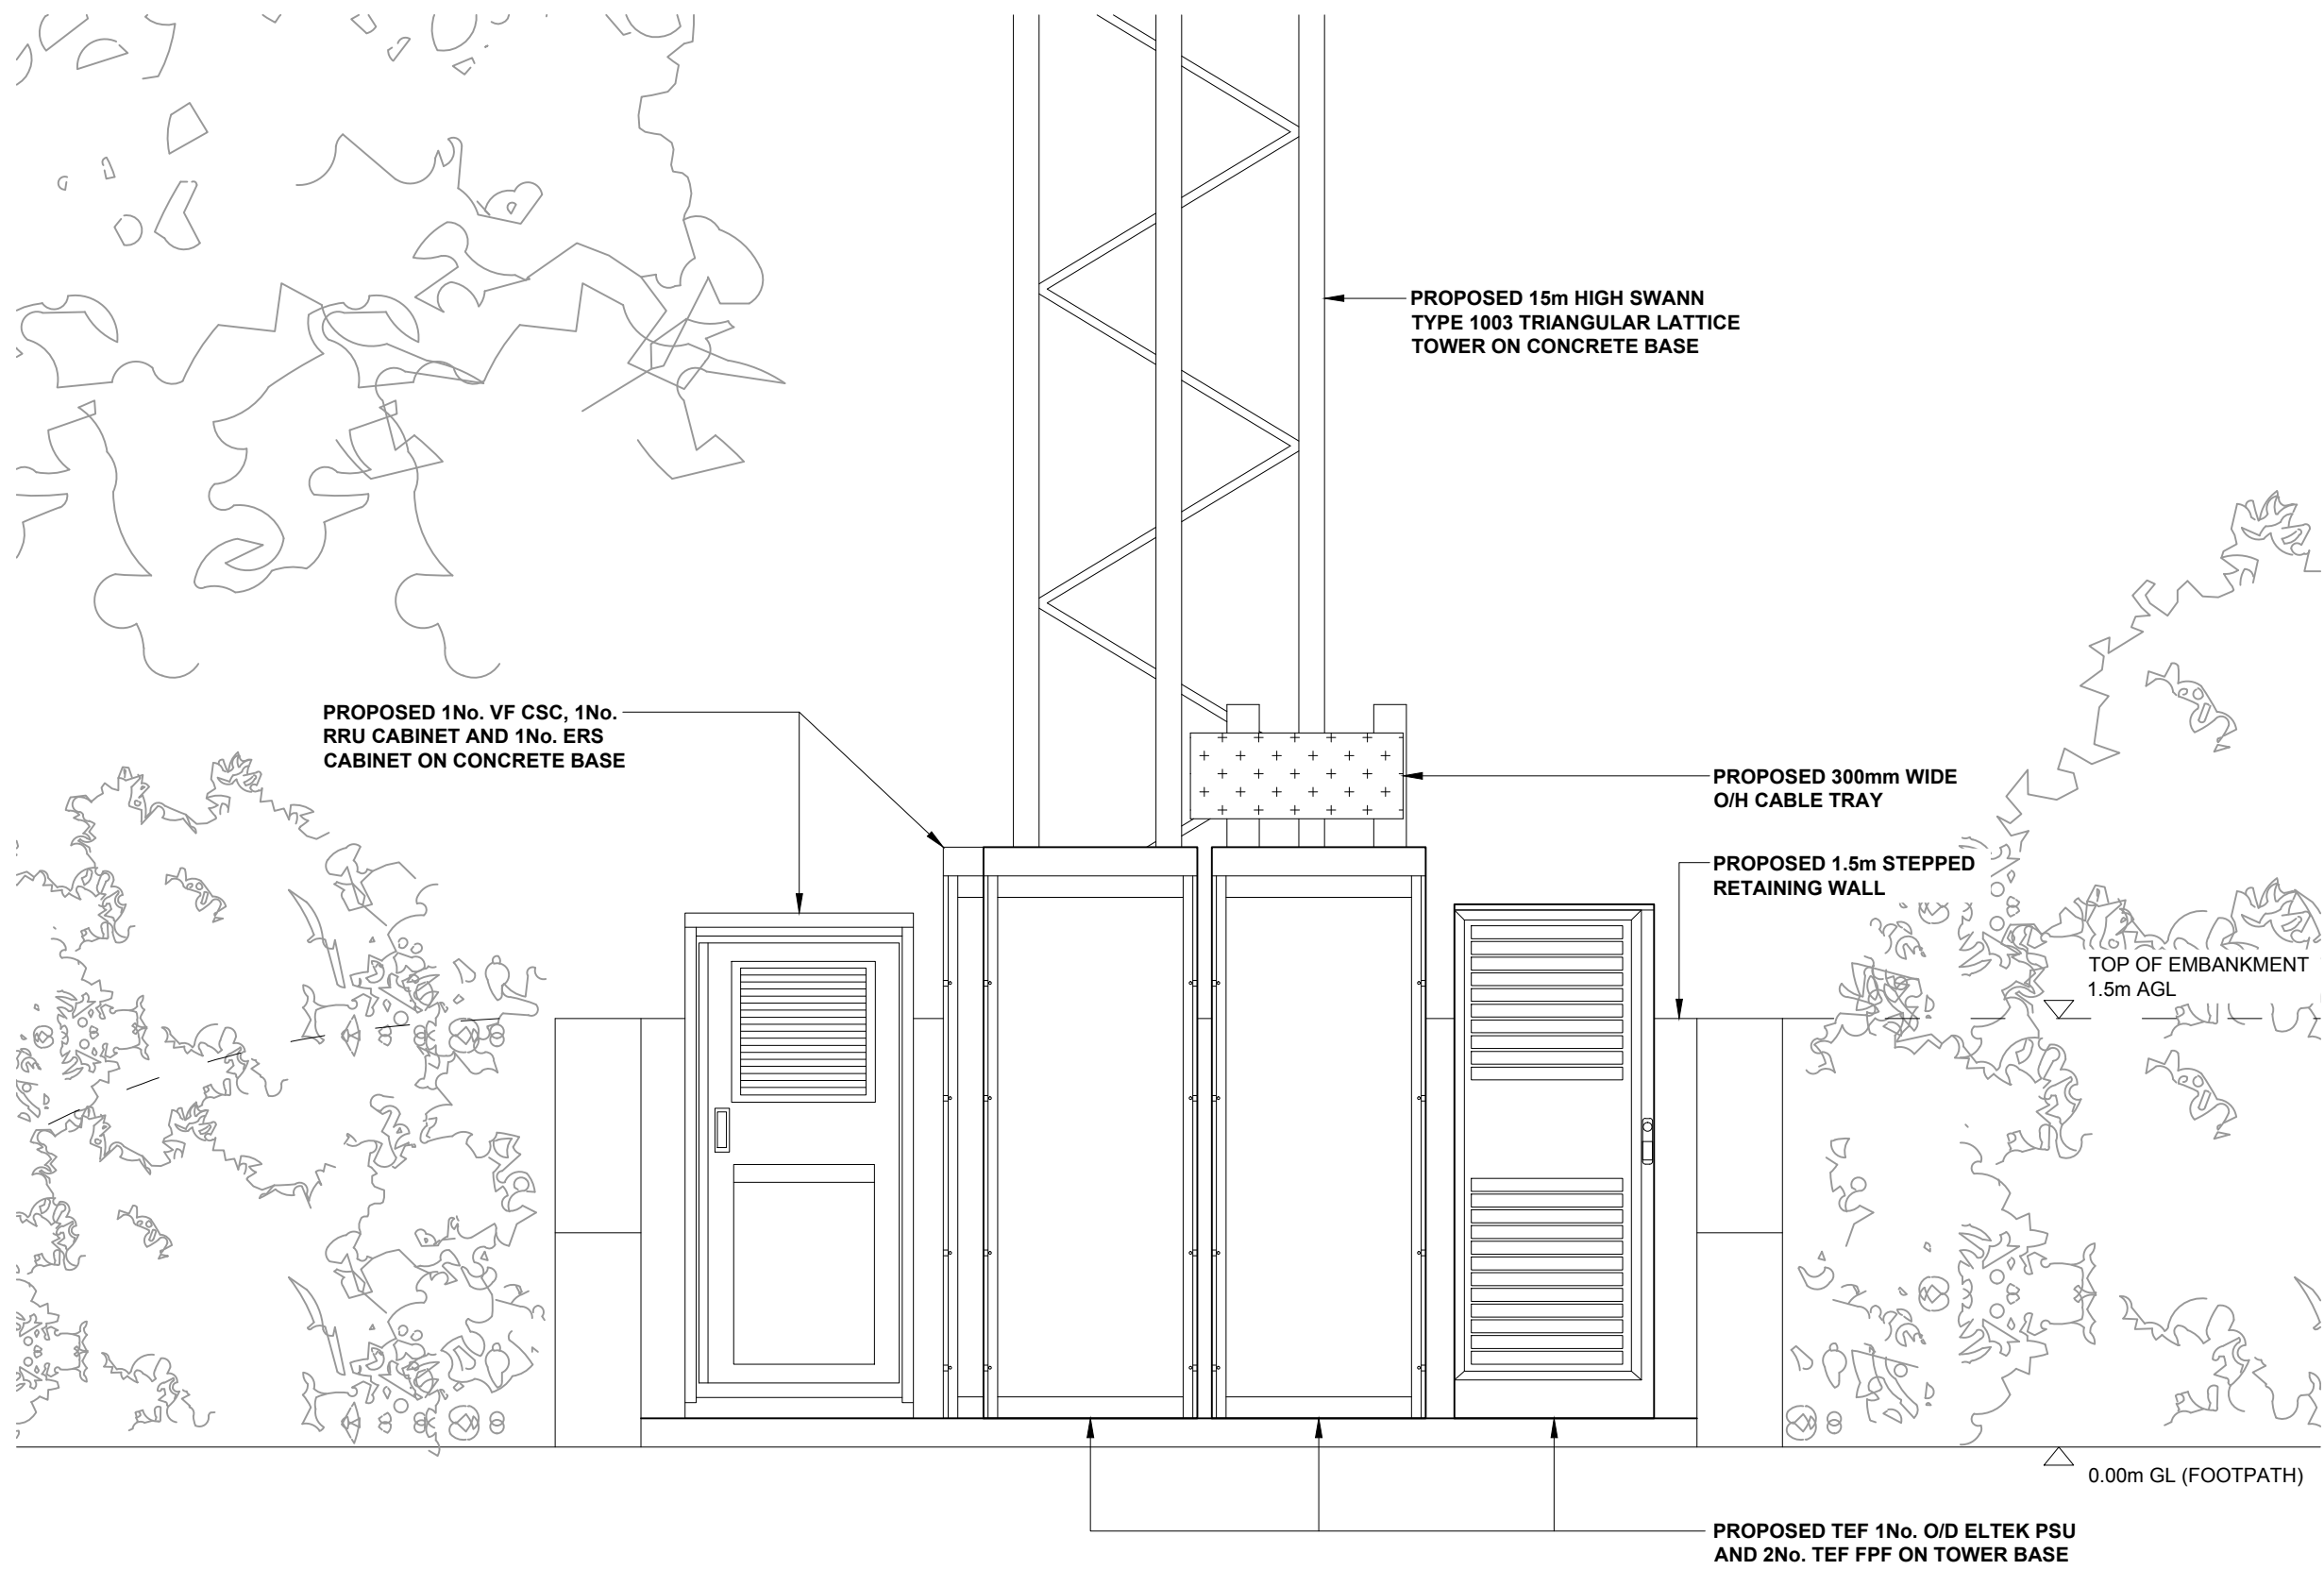 PROPOSED 15m HIGH SWANN
TYPE 1003 TRIANGULAR LATTICE
TOWER ON CONCRETE BASE
PROPOSED 1No. VF CSC, 1No.
RRU CABINET AND 1No. ERS
CABINET ON CONCRETE BASE
PROPOSED 300mm WIDE
O/H CABLE TRAY
PROPOSED 1.5m STEPPED
RETAINING WALL
TOP OF EMBANKMENT
1.5m AGL
0.00m GL (FOOTPATH)
PROPOSED TEF 1No. O/D ELTEK PSU
AND 2No. TEF FPF ON TOWER BASE